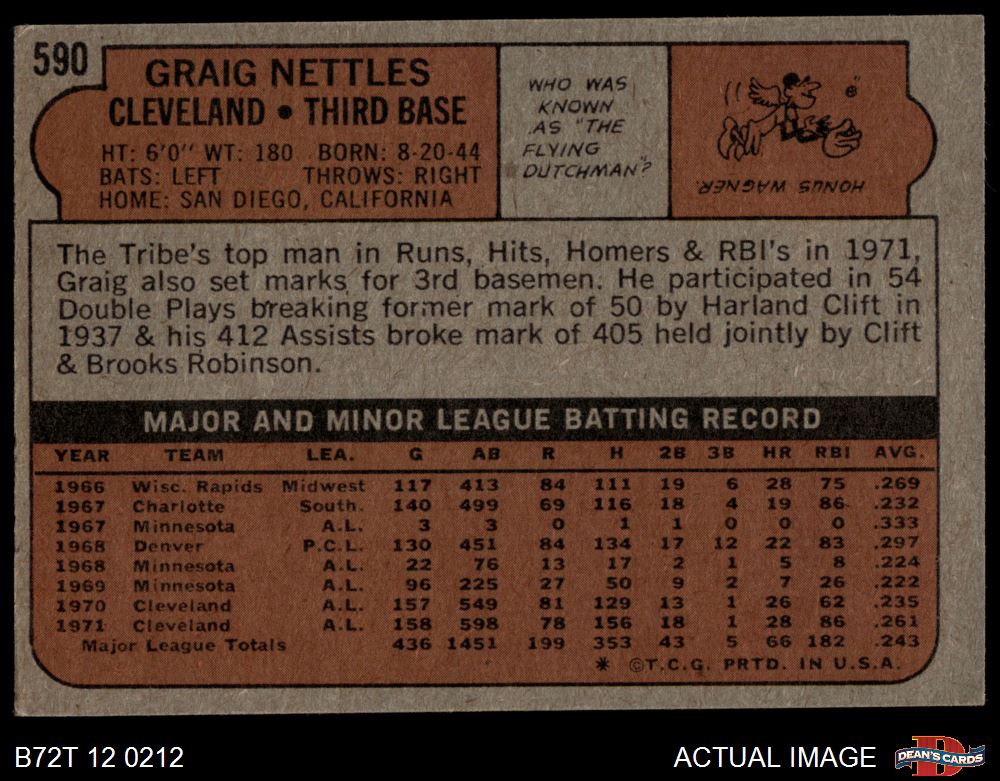 590
GRAIG NETTLES
CLEVELAND • THIRD BASE
HT: 6'0" WT: 180 BORN: 8-20-44
BATS: LEFT THROWS: RIGHT
HOME: SAN DIEGO, CALIFORNIA
WHO WAS
KNOWN
AS "THE
FLYING
DUTCHMAN"?
HONUS WAGNER
The Tribe's top man in Runs, Hits, Homers & RBI's in 1971,
Graig also set marks for 3rd basemen. He participated in 54
Double Plays breaking former mark of 50 by Harland Clift in
1937 & his 412 Assists broke mark of 405 held jointly by Clift
& Brooks Robinson.
MAJOR AND MINOR LEAGUE BATTING RECORD
YEAR TEAM LEA. G AB R H 2B 3B HR RBI AVG.
1966 Wisc. Rapids Midwest 117 413 84 111 19 6 28 75 .269
1967 Charlotte South. 140 499 69 116 18 4 19 86 .232
1967 Minnesota A.L. 3 3 0 1 1 0 0 0 .333
1968 Denver P.C.L. 130 451 84 134 17 12 22 83 .297
1968 Minnesota A.L. 22 76 13 17 2 1 5 8 .224
1969 Minnesota A.L. 96 225 27 50 9 2 7 26 .222
1970 Cleveland A.L. 157 549 81 129 13 1 26 62 .235
1971 Cleveland A.L. 158 598 78 156 18 1 28 86 .261
Major League Totals 436 1451 199 353 43 5 66 182 .243
* ©T.C.G. PRTD. IN U.S.A.
B72T 12 0212
ACTUAL IMAGE
D
DEAN'S CARDS